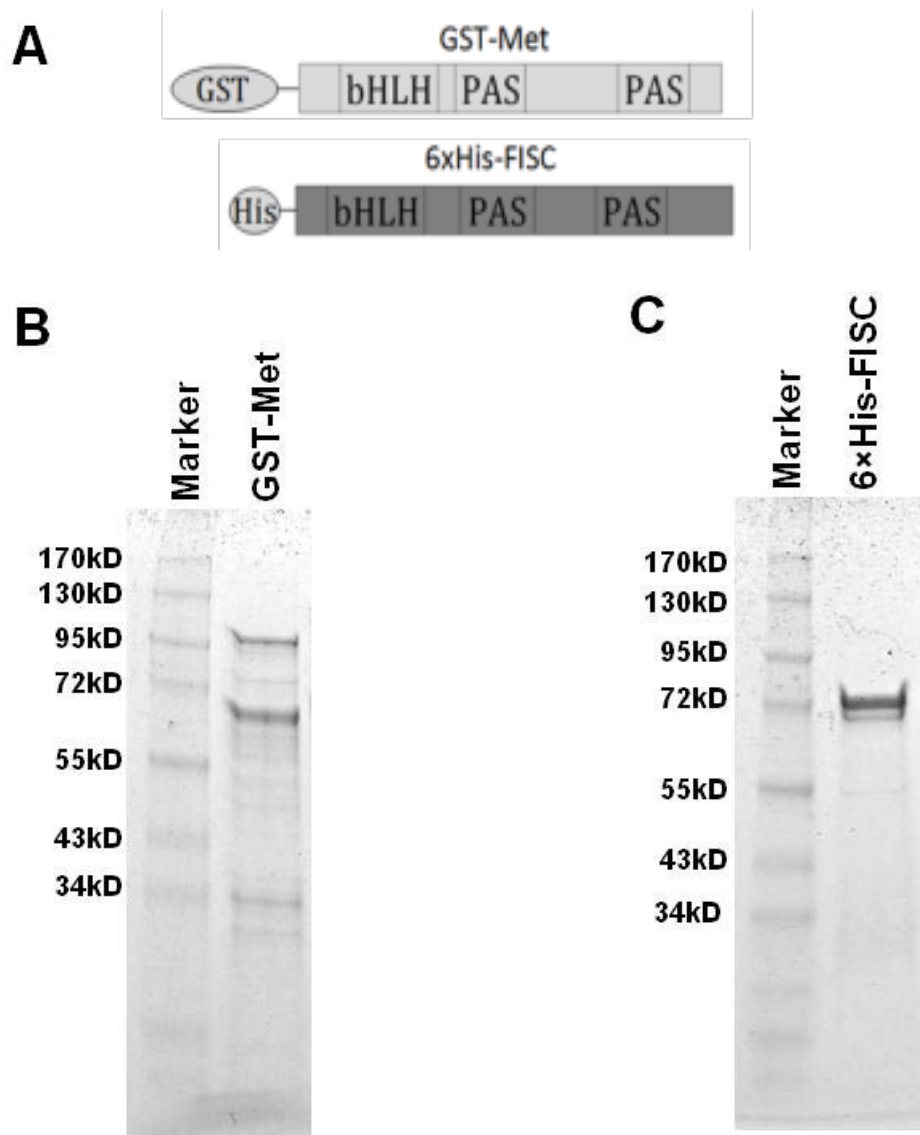 A
GST-Met
GST bHLH PAS PAS
6xHis-FISC
His bHLH PAS PAS
B
Marker
GST-Met
170kD
130kD
95kD
72kD
55kD
43kD
34kD
C
Marker
6×His-FISC
170kD
130kD
95kD
72kD
55kD
43kD
34kD